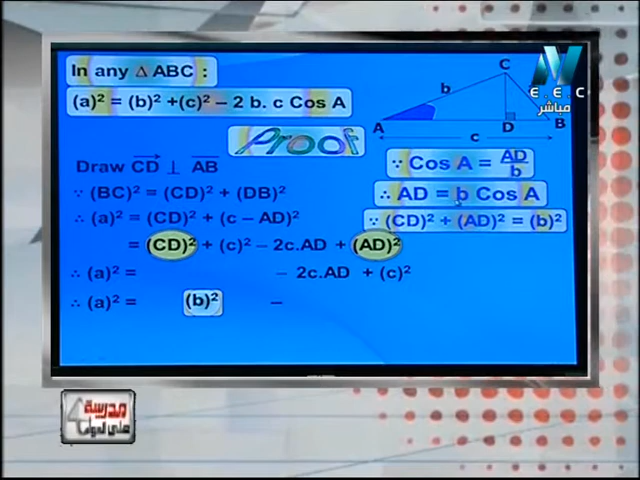 In any Δ ABC :
(a)² = (b)² +(c)² – 2 b. c Cos A
Proof
Draw CD ⊥ AB
∵ (BC)² = (CD)² + (DB)²
∴ (a)² = (CD)² + (c – AD)²
= (CD)² + (c)² – 2c.AD + (AD)²
∴ (a)² = – 2c.AD + (c)²
∴ (a)² = (b)² –
C
b
A
D
B
c
∵ Cos A = AD/b
∴ AD = b Cos A
∵ (CD)² + (AD)² = (b)²
E . E . C
مباشر
مدرسة
على الهواء